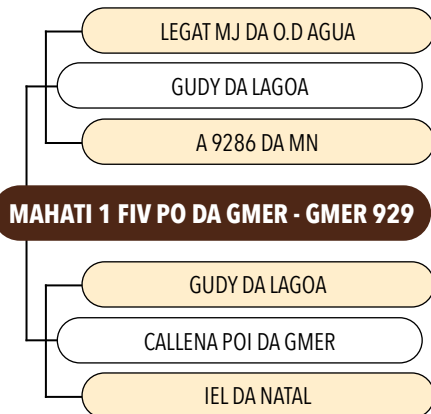 LEGAT MJ DA O.D AGUA
GUDY DA LAGOA
A 9286 DA MN
MAHATI 1 FIV PO DA GMER - GMER 929
GUDY DA LAGOA
CALLENA POI DA GMER
IEL DA NATAL